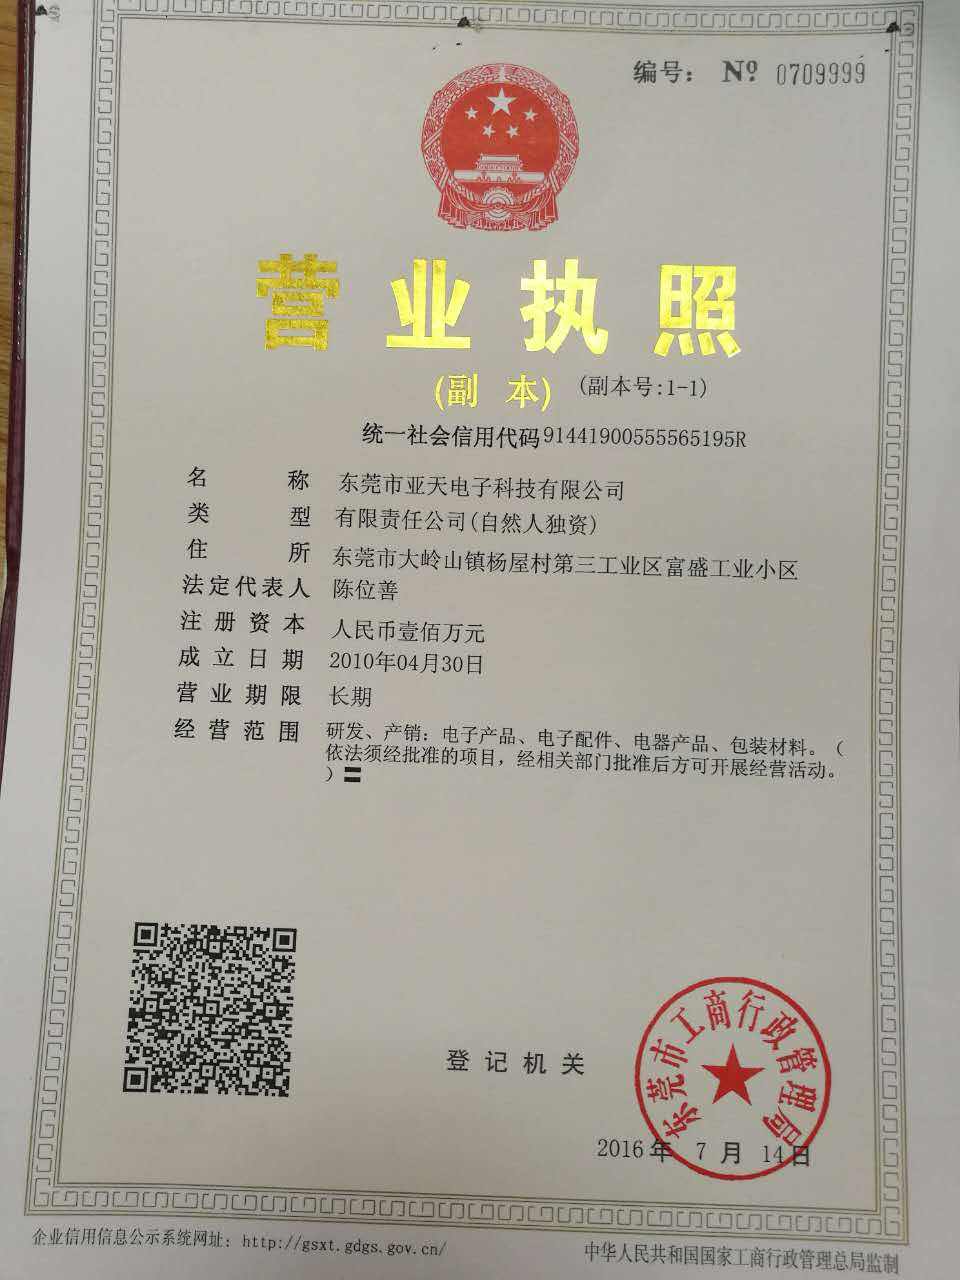 编号： Nº 0709999
营业执照
(副 本) (副本号:1-1)
统一社会信用代码91441900555565195R
名 称 东莞市亚天电子科技有限公司
类 型 有限责任公司(自然人独资)
住 所 东莞市大岭山镇杨屋村第三工业区富盛工业小区
法定代表人 陈位善
注 册 资 本 人民币壹佰万元
成 立 日 期 2010年04月30日
营 业 期 限 长期
经 营 范 围 研发、产销：电子产品、电子配件、电器产品、包装材料。（
依法须经批准的项目，经相关部门批准后方可开展经营活动。
）〓
登 记 机 关
东莞市工商行政管理局
2016 年 7 月 14 日
企业信用信息公示系统网址：http://gsxt.gdgs.gov.cn/
中华人民共和国国家工商行政管理总局监制